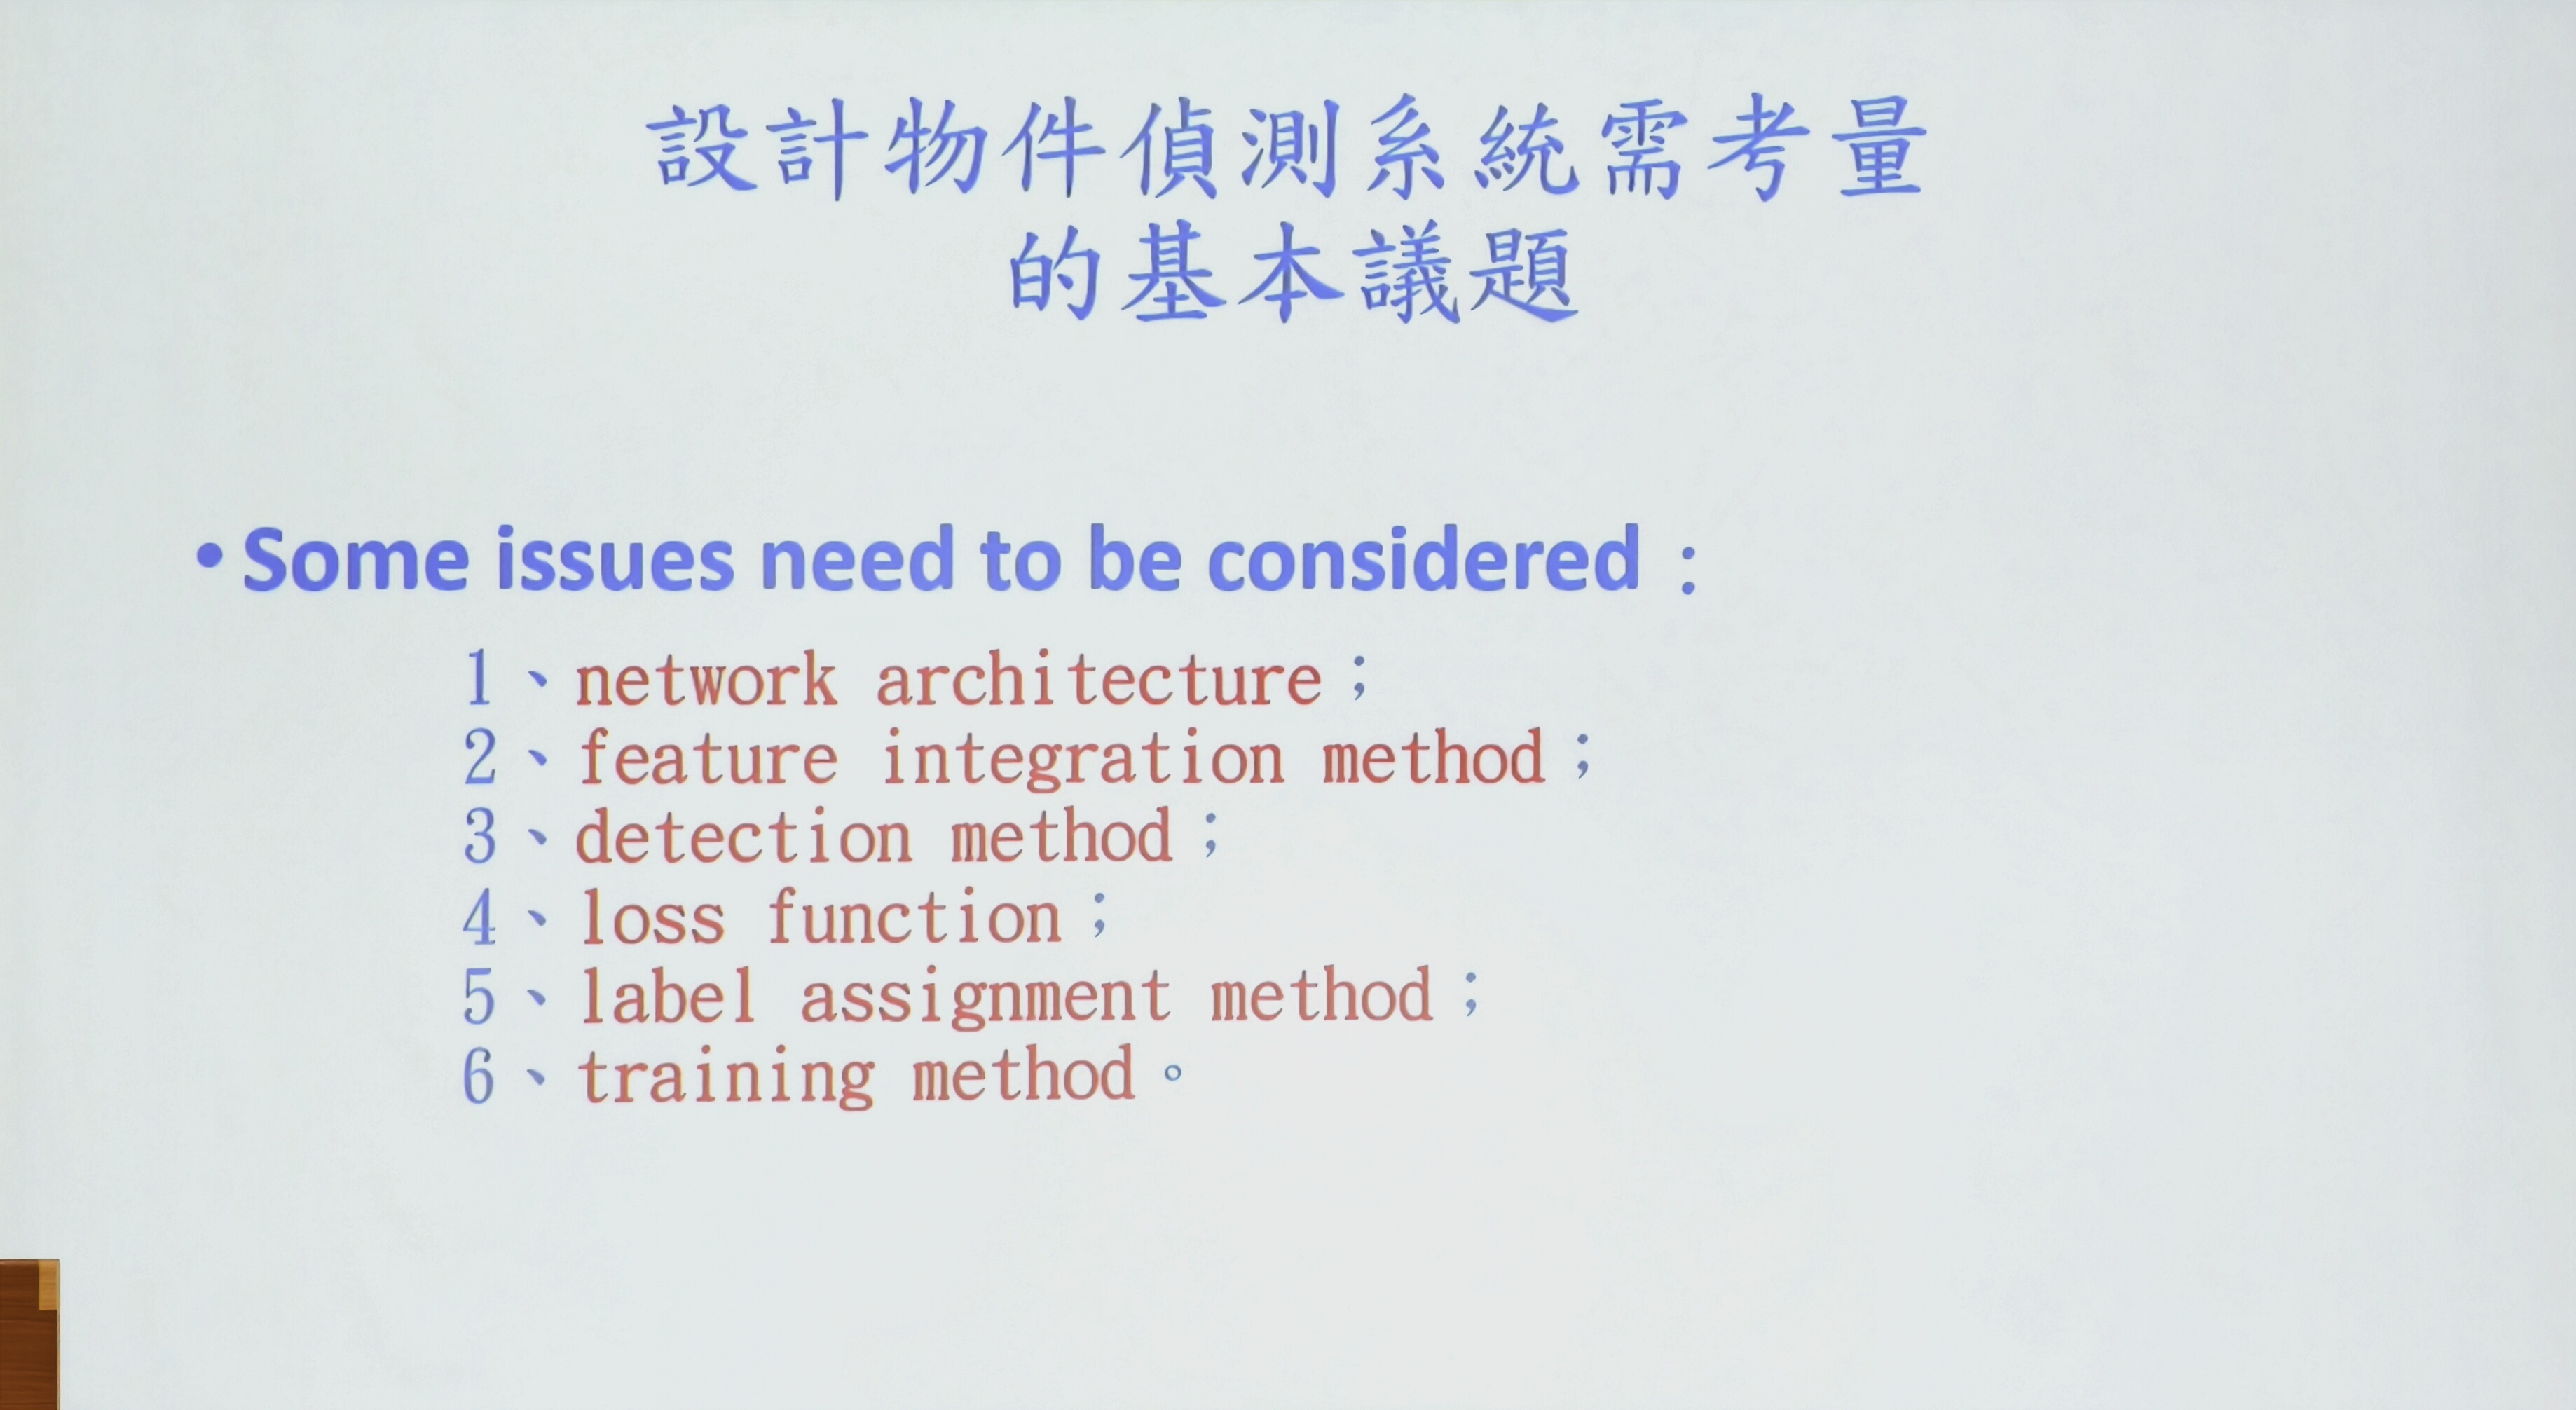 設計物件偵測系統需考量
的基本議題
• Some issues need to be considered：
1、network architecture；
2、feature integration method；
3、detection method；
4、loss function；
5、label assignment method；
6、training method。